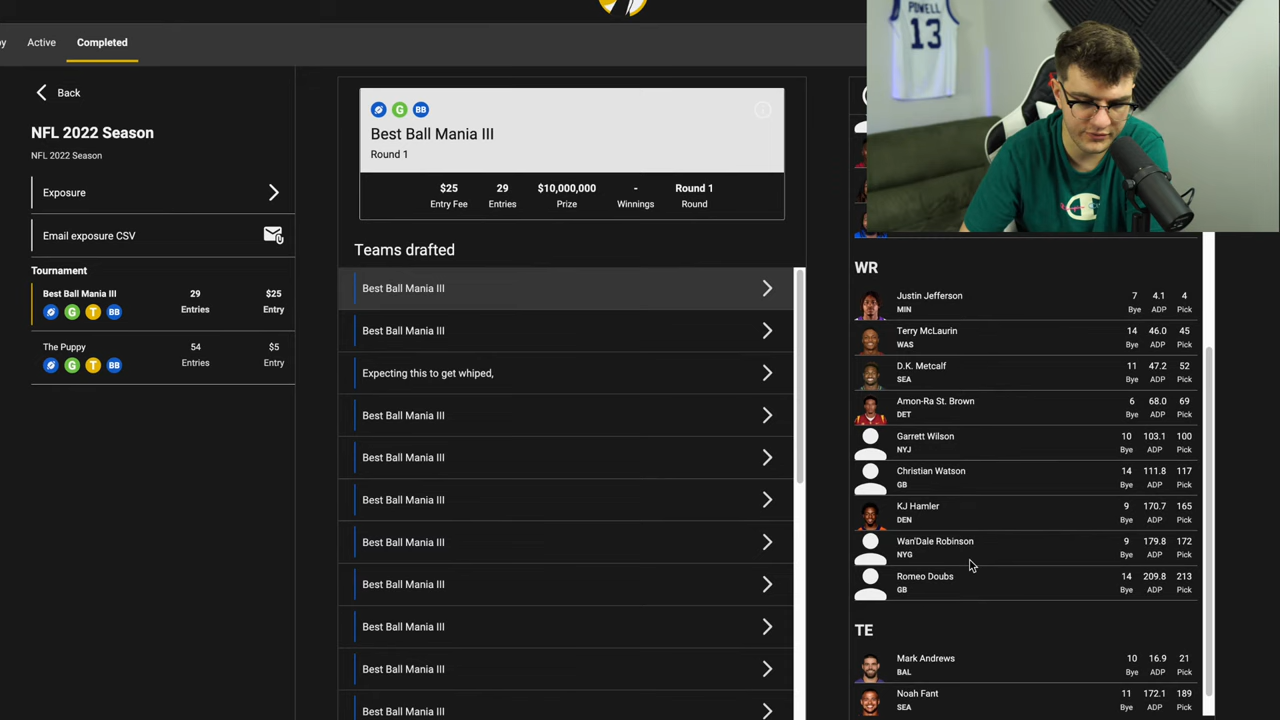 y Active Completed
Back
NFL 2022 Season
NFL 2022 Season
Exposure
Email exposure CSV
Tournament
Best Ball Mania III 29 $25
Entries Entry
G T BB
The Puppy 54 $5
Entries Entry
G T BB
G BB
Best Ball Mania III
Round 1
$25 29 $10,000,000 - Round 1
Entry Fee Entries Prize Winnings Round
Teams drafted
Best Ball Mania III
Best Ball Mania III
Expecting this to get whiped,
Best Ball Mania III
Best Ball Mania III
Best Ball Mania III
Best Ball Mania III
Best Ball Mania III
Best Ball Mania III
Best Ball Mania III
Best Ball Mania III
POWELL
13
C
WR
Justin Jefferson 7 4.1 4
MIN Bye ADP Pick
Terry McLaurin 14 46.0 45
WAS Bye ADP Pick
D.K. Metcalf 11 47.2 52
SEA Bye ADP Pick
Amon-Ra St. Brown 6 68.0 69
DET Bye ADP Pick
Garrett Wilson 10 103.1 100
NYJ Bye ADP Pick
Christian Watson 14 111.8 117
GB Bye ADP Pick
KJ Hamler 9 170.7 165
DEN Bye ADP Pick
Wan'Dale Robinson 9 179.8 172
NYG Bye ADP Pick
Romeo Doubs 14 209.8 213
GB Bye ADP Pick
TE
Mark Andrews 10 16.9 21
BAL Bye ADP Pick
Noah Fant 11 172.1 189
SEA Bye ADP Pick